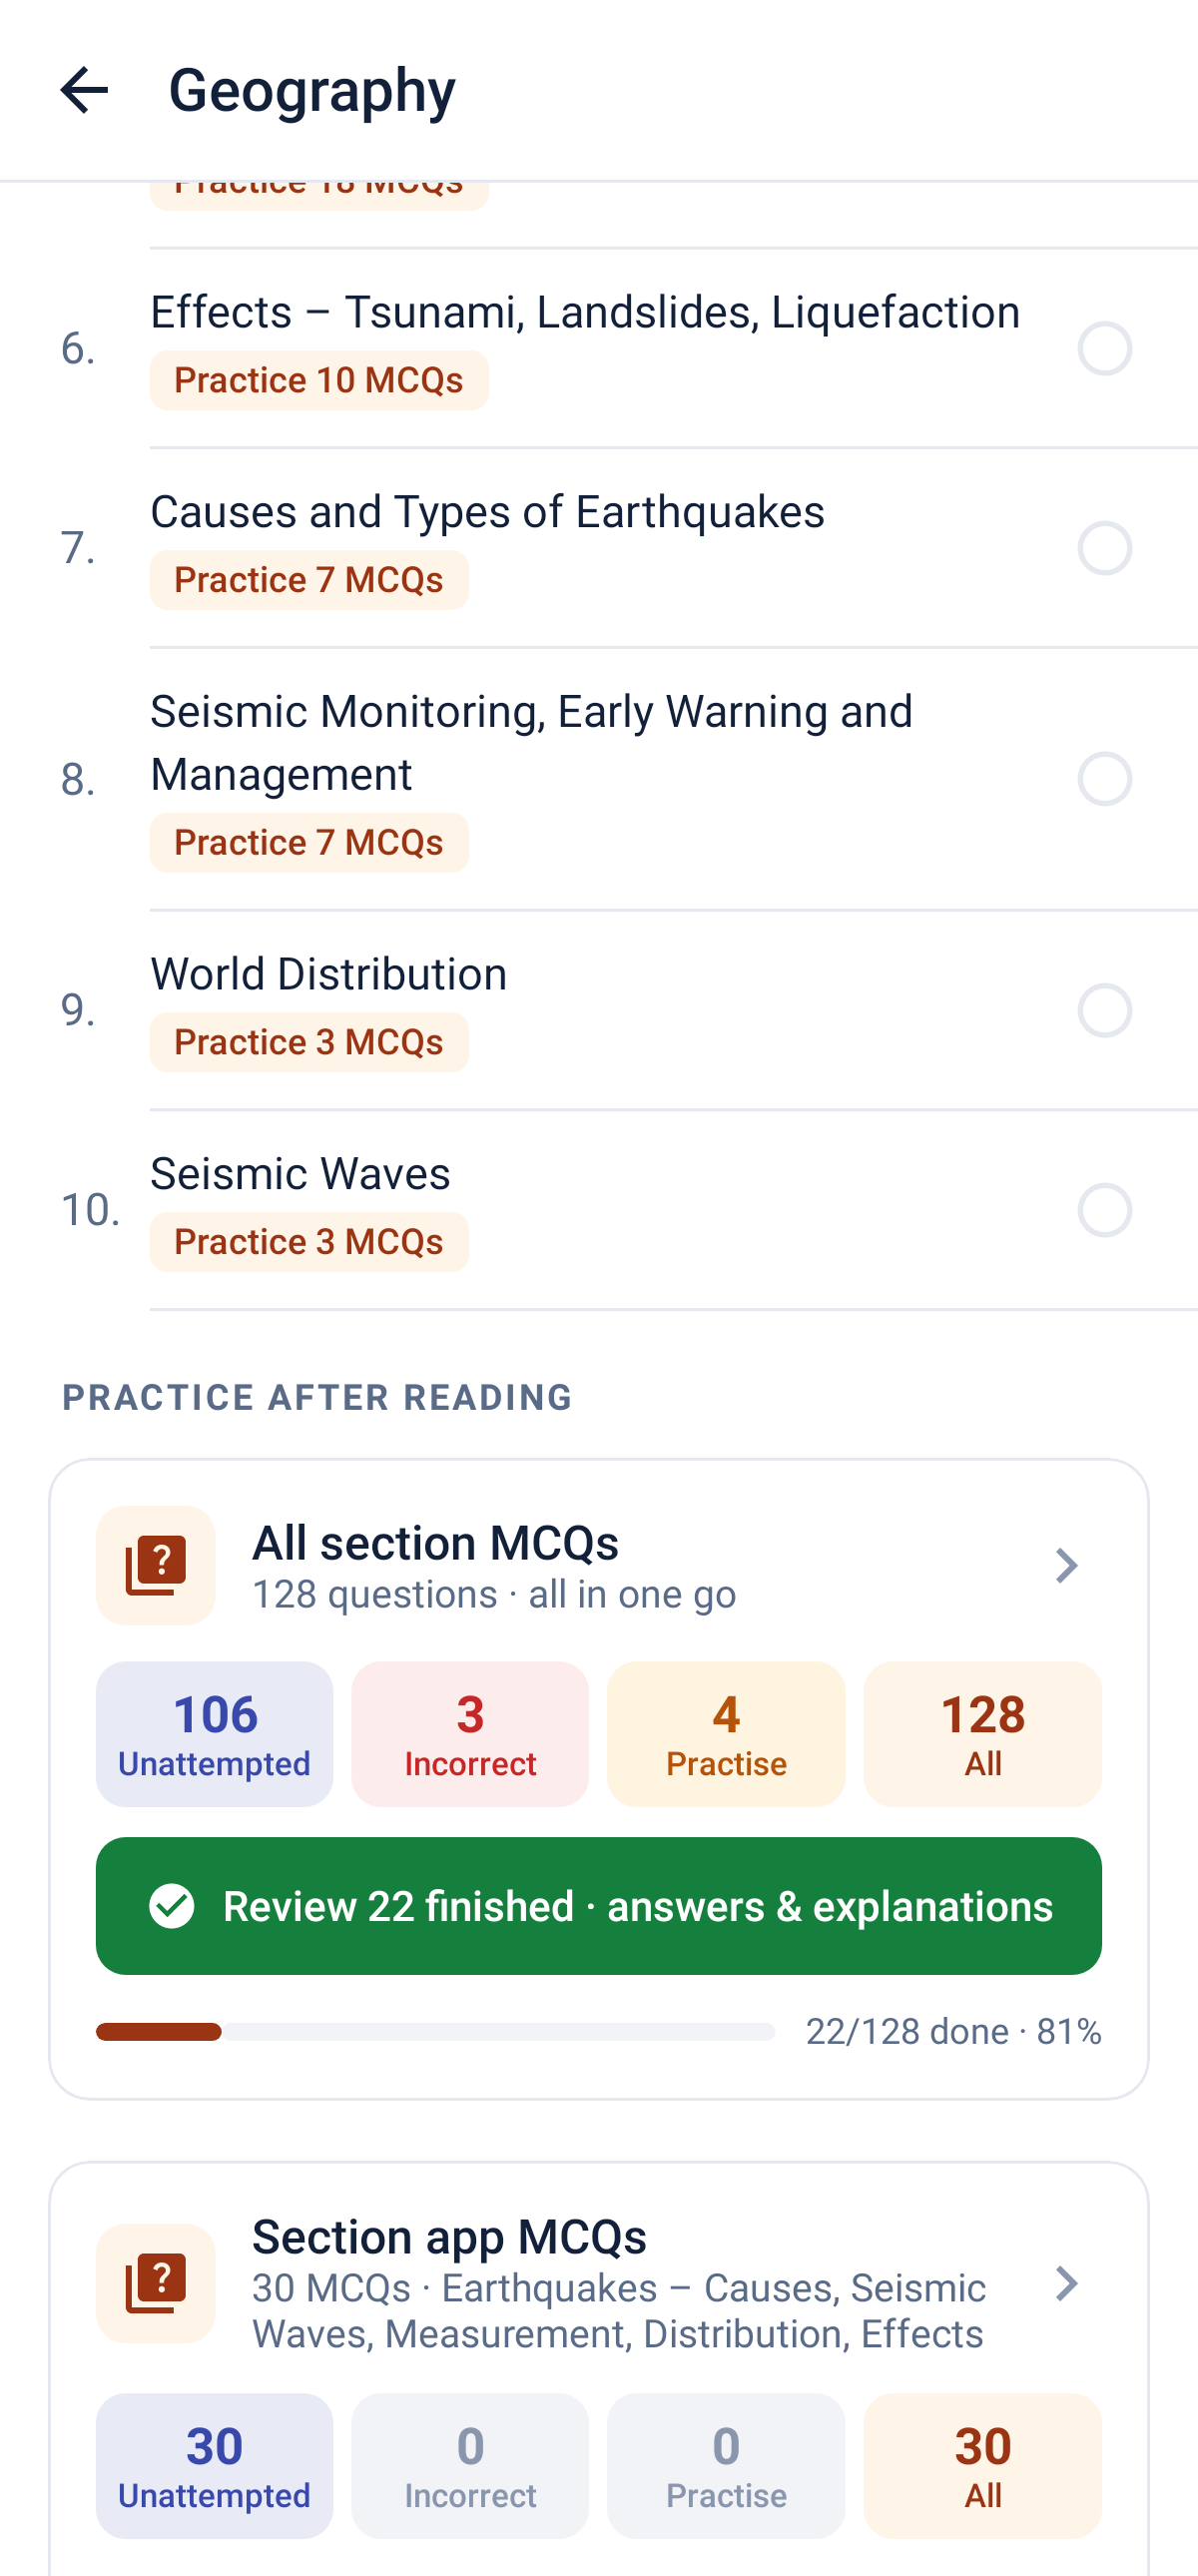 Geography
Practice 18 MCQs
6.
Effects – Tsunami, Landslides, Liquefaction
Practice 10 MCQs
7.
Causes and Types of Earthquakes
Practice 7 MCQs
8.
Seismic Monitoring, Early Warning and
Management
Practice 7 MCQs
9.
World Distribution
Practice 3 MCQs
10.
Seismic Waves
Practice 3 MCQs
PRACTICE AFTER READING
?
All section MCQs
128 questions · all in one go
106
Unattempted
3
Incorrect
4
Practise
128
All
Review 22 finished · answers & explanations
22/128 done · 81%
?
Section app MCQs
30 MCQs · Earthquakes – Causes, Seismic
Waves, Measurement, Distribution, Effects
30
Unattempted
0
Incorrect
0
Practise
30
All